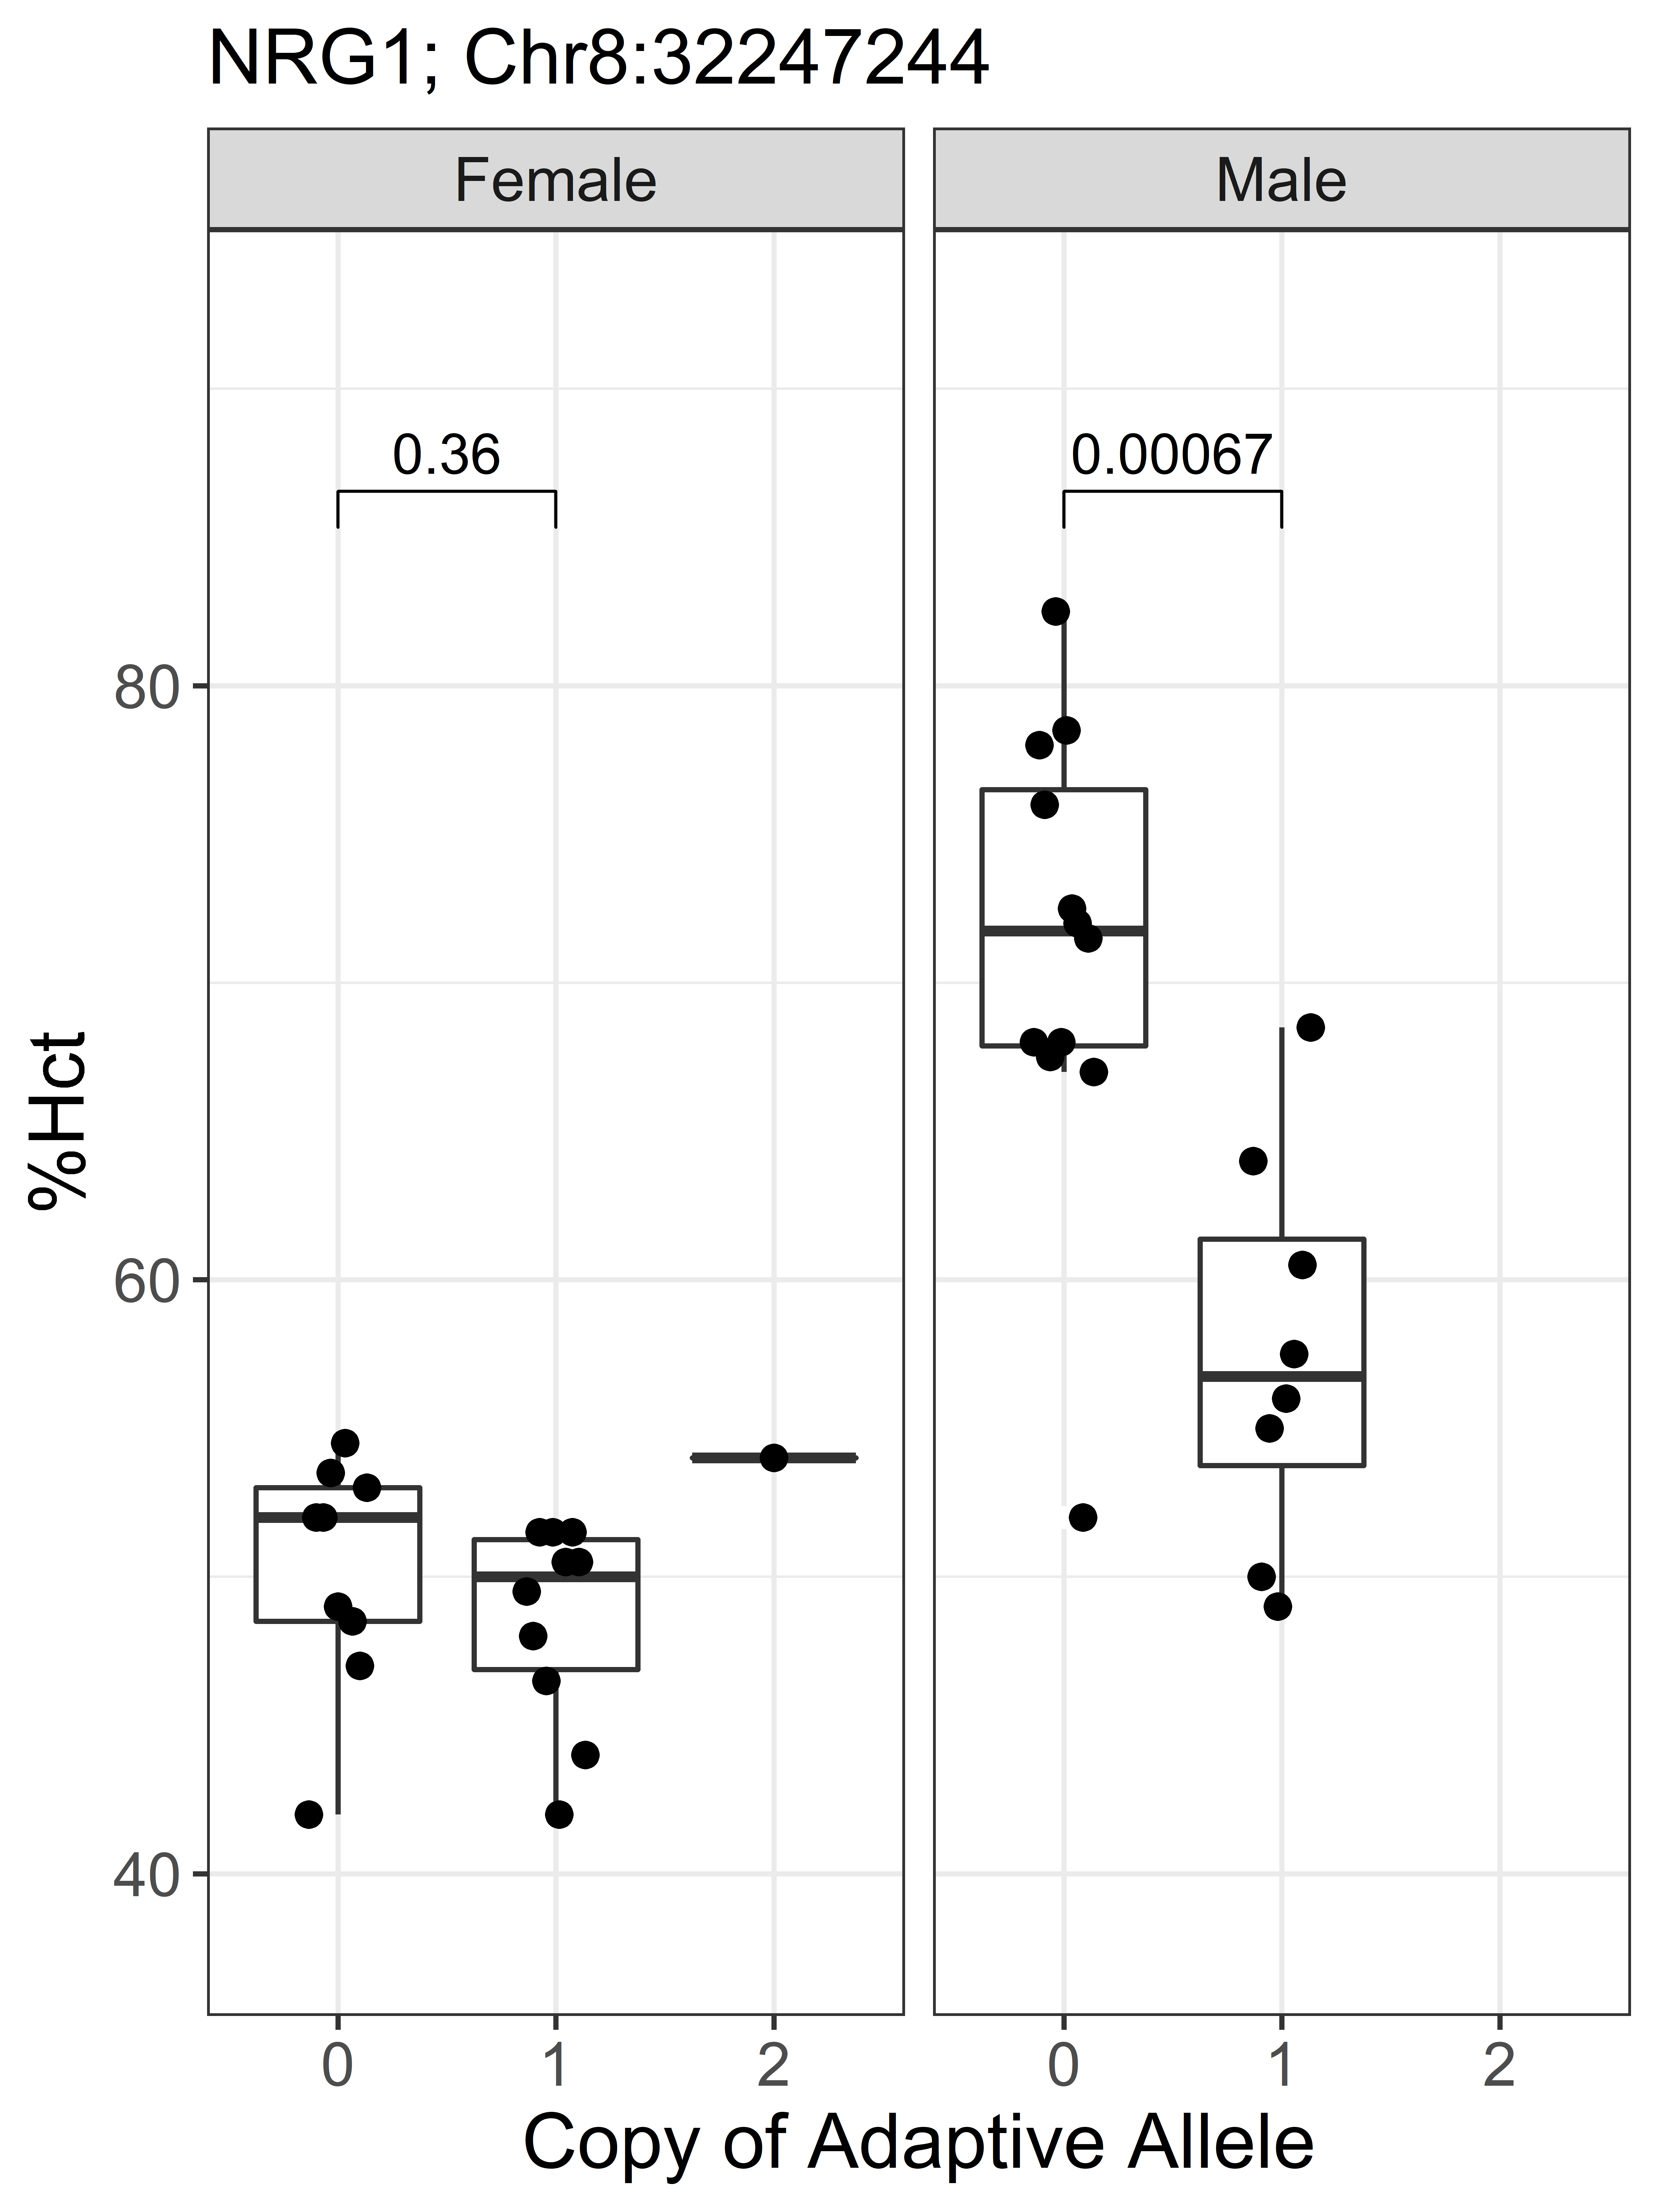 NRG1; Chr8:32247244
Female
Male
0.36
0.00067
80
60
40
%Hct
0
1
2
0
1
2
Copy of Adaptive Allele